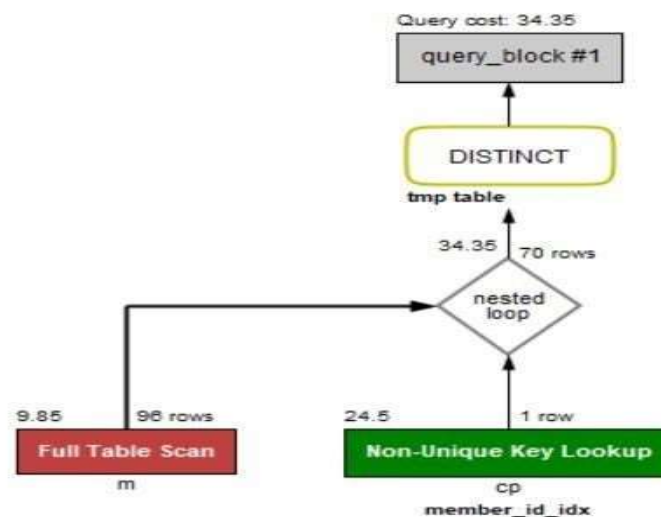 Query cost: 34.35
query_block #1
DISTINCT
tmp table
34.35 70 rows
nested
loop
9.85 96 rows 24.5 1 row
Full Table Scan Non-Unique Key Lookup
m cp
member_id_idx